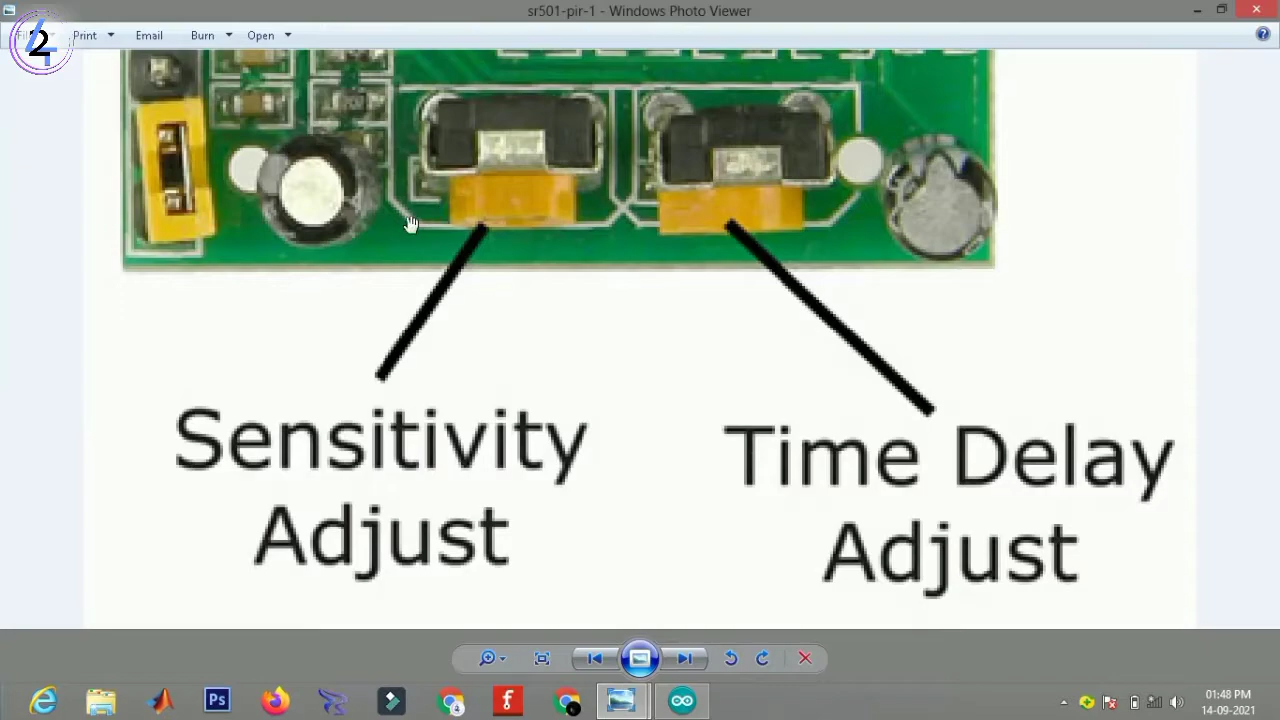 sr501-pir-1 - Windows Photo Viewer
Print
Email
Burn
Open
Sensitivity
Adjust
Time Delay
Adjust
Ps
01:48 PM
14-09-2021